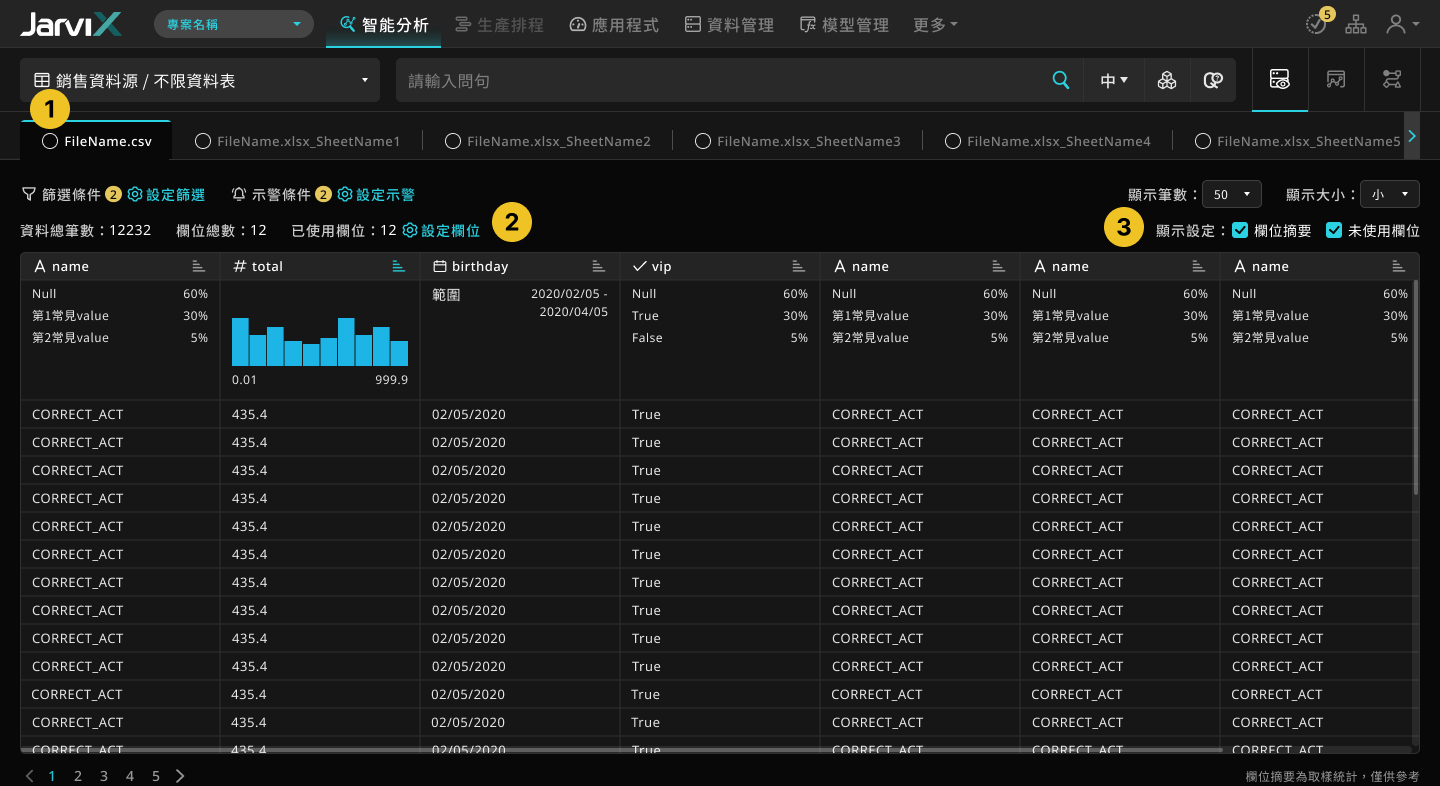 JarviX 專案名稱 智能分析 生產排程 應用程式 資料管理 模型管理 更多 5
銷售資料源 / 不限資料表 請輸入問句 中
1
FileName.csv FileName.xlsx_SheetName1 FileName.xlsx_SheetName2 FileName.xlsx_SheetName3 FileName.xlsx_SheetName4 FileName.xlsx_SheetName5
篩選條件 2 設定篩選 示警條件 2 設定示警 顯示筆數： 50 顯示大小： 小
資料總筆數：12232 欄位總數：12 已使用欄位：12 設定欄位 2 3 顯示設定： 欄位摘要 未使用欄位
name total birthday vip name name name
Null 60% 範圍 2020/02/05 - Null 60% Null 60% Null 60% Null 60%
第1常見value 30% 2020/04/05 True 30% 第1常見value 30% 第1常見value 30% 第1常見value 30%
第2常見value 5% False 5% 第2常見value 5% 第2常見value 5% 第2常見value 5%
0.01 999.9
CORRECT_ACT 435.4 02/05/2020 True CORRECT_ACT CORRECT_ACT CORRECT_ACT
CORRECT_ACT 435.4 02/05/2020 True CORRECT_ACT CORRECT_ACT CORRECT_ACT
CORRECT_ACT 435.4 02/05/2020 True CORRECT_ACT CORRECT_ACT CORRECT_ACT
CORRECT_ACT 435.4 02/05/2020 True CORRECT_ACT CORRECT_ACT CORRECT_ACT
CORRECT_ACT 435.4 02/05/2020 True CORRECT_ACT CORRECT_ACT CORRECT_ACT
CORRECT_ACT 435.4 02/05/2020 True CORRECT_ACT CORRECT_ACT CORRECT_ACT
CORRECT_ACT 435.4 02/05/2020 True CORRECT_ACT CORRECT_ACT CORRECT_ACT
CORRECT_ACT 435.4 02/05/2020 True CORRECT_ACT CORRECT_ACT CORRECT_ACT
CORRECT_ACT 435.4 02/05/2020 True CORRECT_ACT CORRECT_ACT CORRECT_ACT
CORRECT_ACT 435.4 02/05/2020 True CORRECT_ACT CORRECT_ACT CORRECT_ACT
CORRECT_ACT 435.4 02/05/2020 True CORRECT_ACT CORRECT_ACT CORRECT_ACT
CORRECT_ACT 435.4 02/05/2020 True CORRECT_ACT CORRECT_ACT CORRECT_ACT
CORRECT_ACT 435.4 02/05/2020 True CORRECT_ACT CORRECT_ACT CORRECT_ACT
1 2 3 4 5 欄位摘要為取樣統計，僅供參考